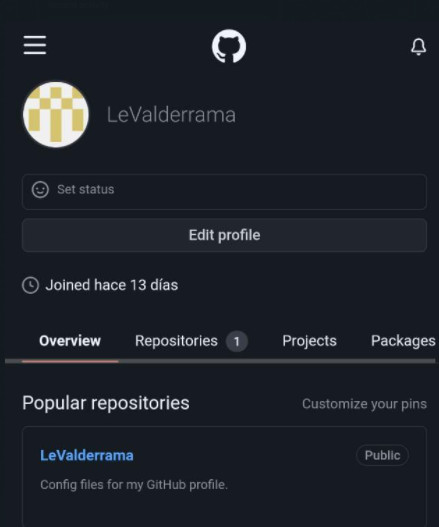 LeValderrama
Set status
Edit profile
Joined hace 13 días
Overview Repositories 1 Projects Packages
Popular repositories Customize your pins
LeValderrama Public
Config files for my GitHub profile.